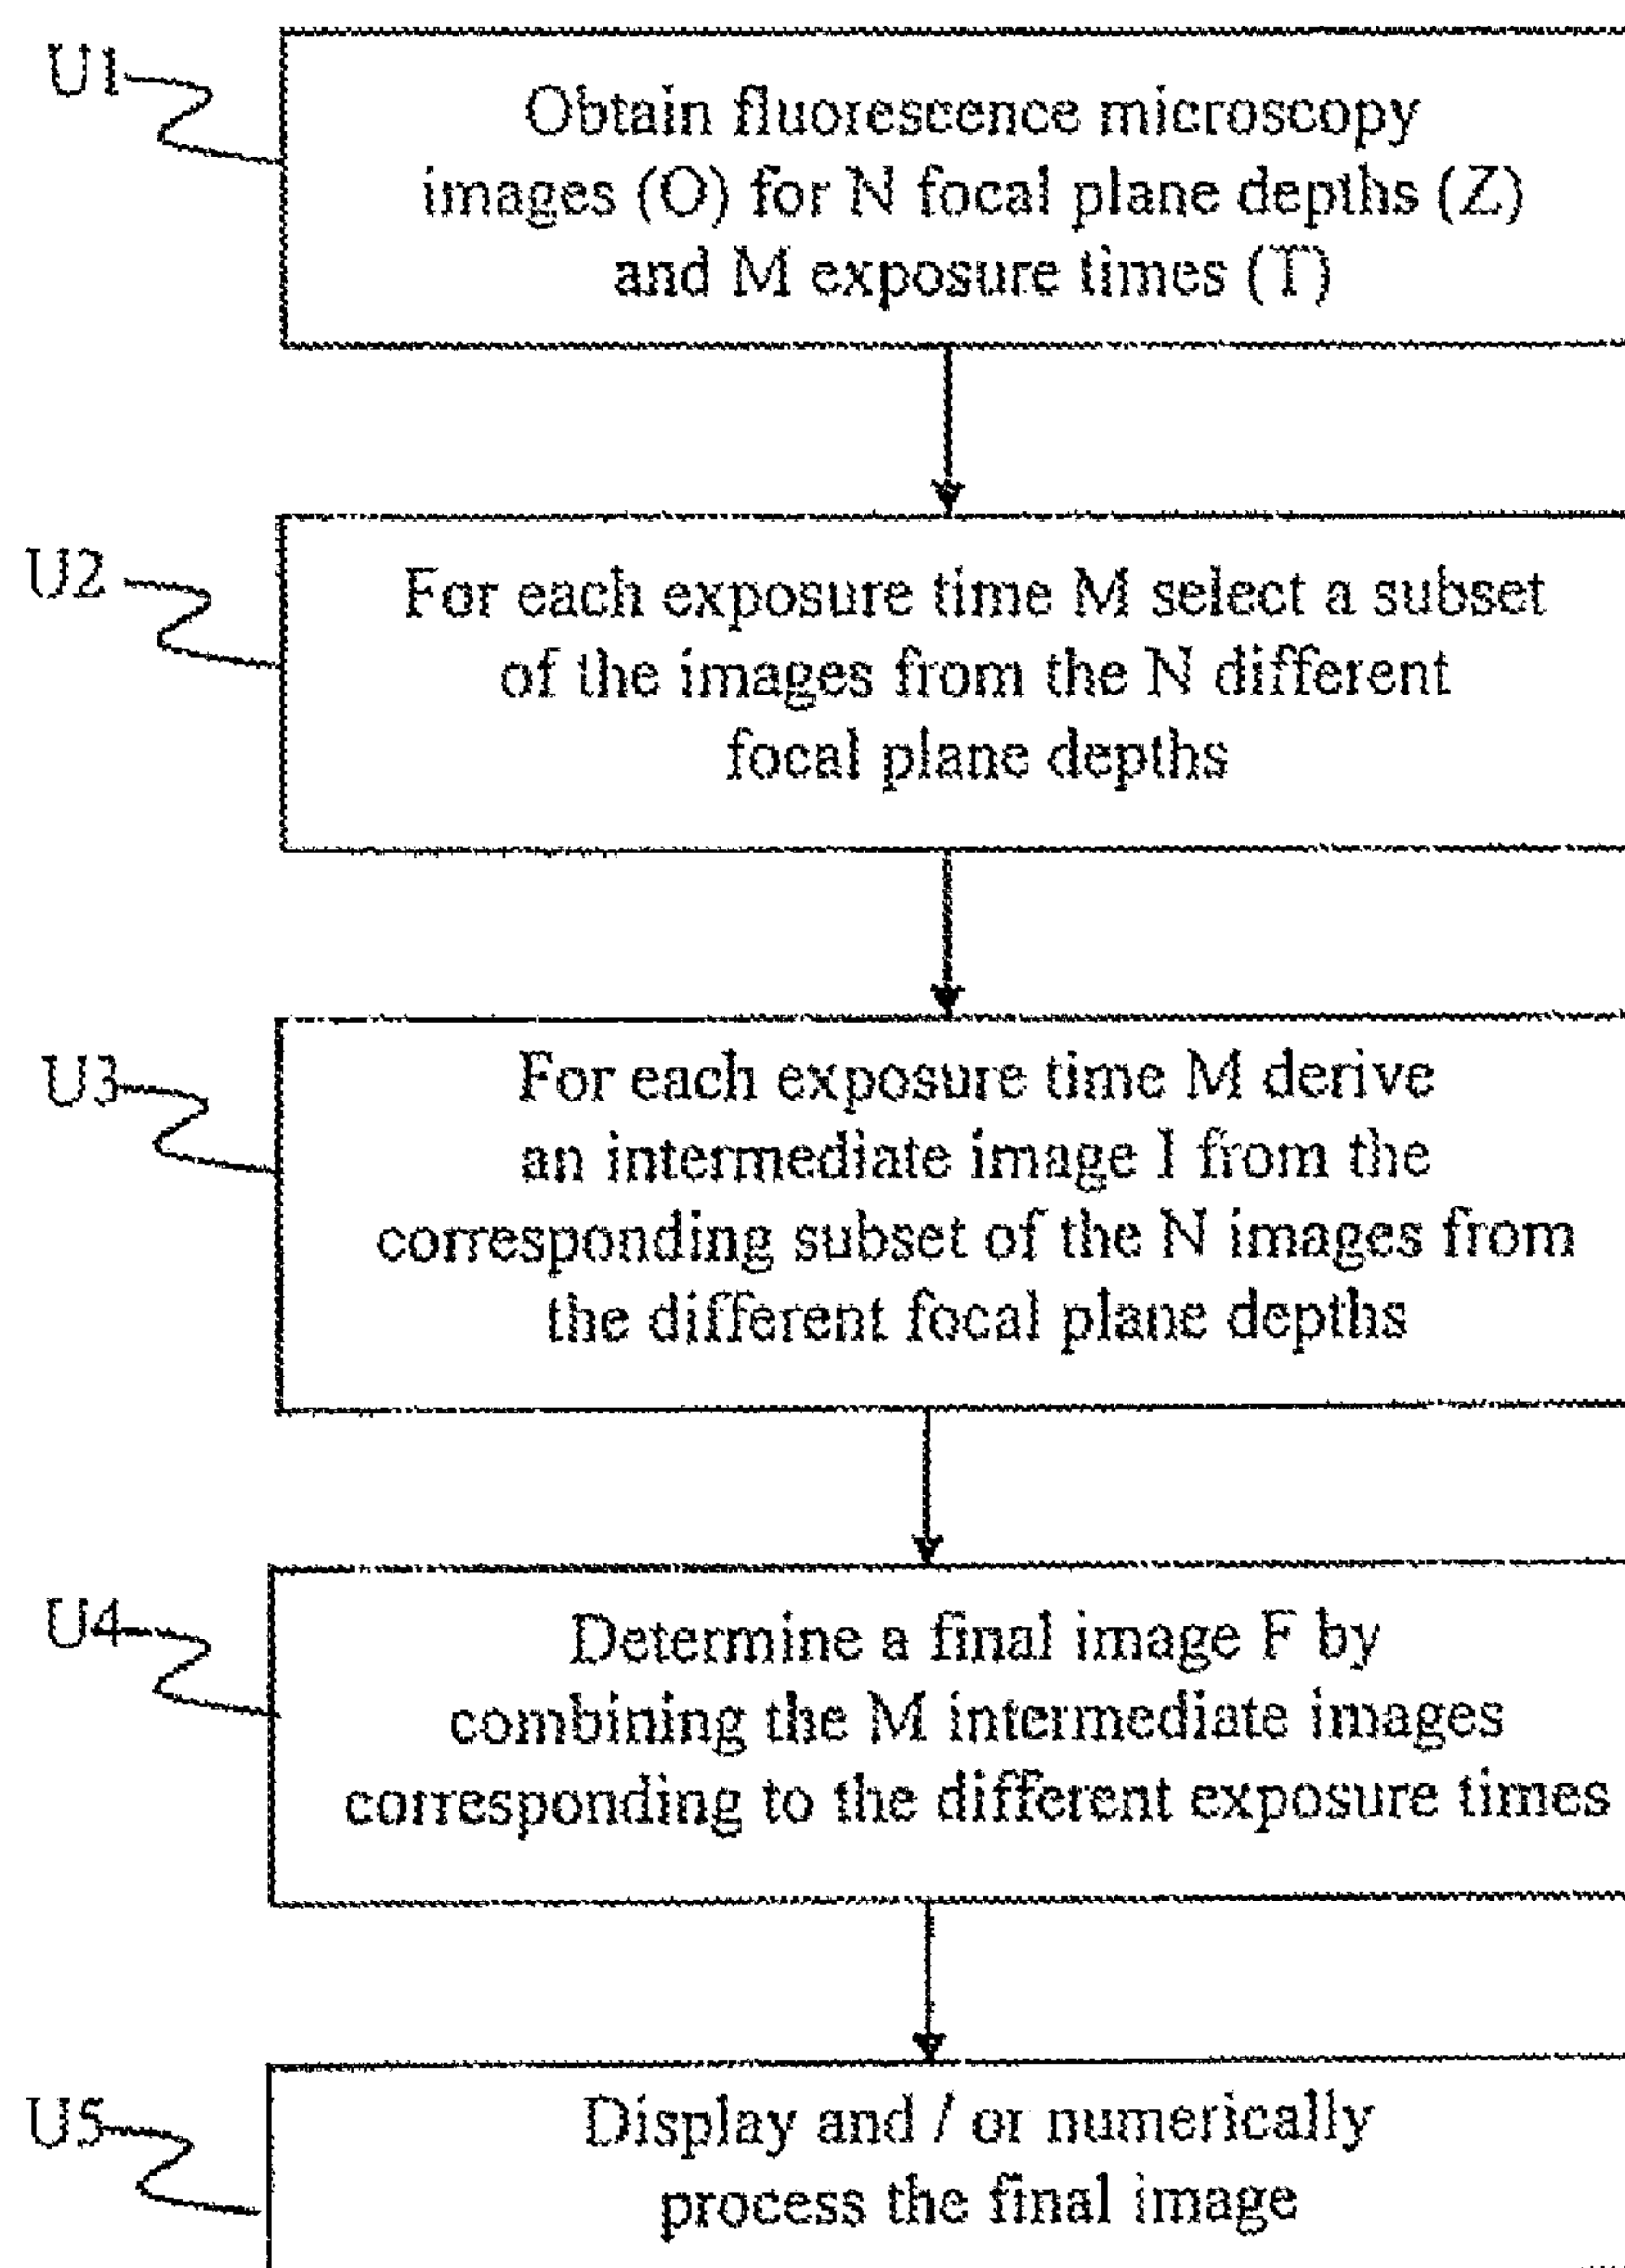 U1
Obtain fluorescence microscopy
images (O) for N focal plane depths (Z)
and M exposure times (T)
U2
For each exposure time M select a subset
of the images from the N different
focal plane depths
U3
For each exposure time M derive
an intermediate image I from the
corresponding subset of the N images from
the different focal plane depths
U4
Determine a final image F by
combining the M intermediate images
corresponding to the different exposure times
U5
Display and / or numerically
process the final image